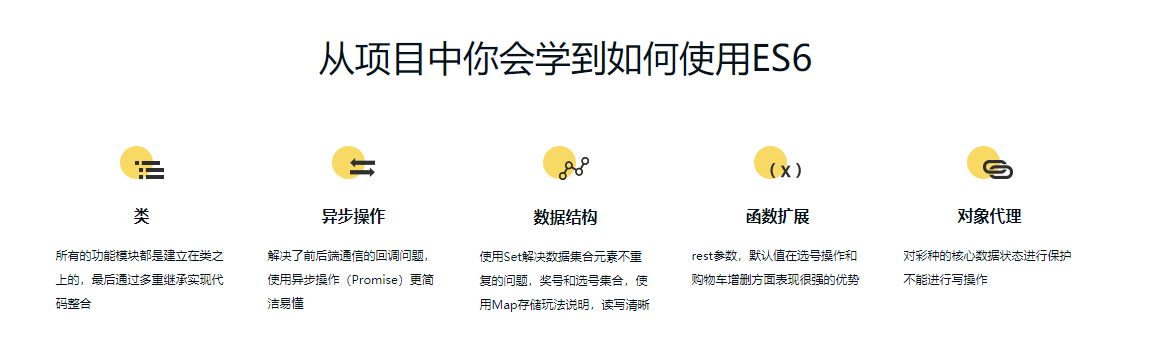 从项目中你会学到如何使用ES6
(x)
类
所有的功能模块都是建立在类之
上的，最后通过多重继承实现代
码整合
异步操作
解决了前后端通信的回调问题，
使用异步操作（Promise）更简
洁易懂
数据结构
使用Set解决数据集合元素不重
复的问题，奖号和选号集合，使
用Map存储玩法说明，读写清晰
函数扩展
rest参数，默认值在选号操作和
购物车增删方面表现很强的优势
对象代理
对彩种的核心数据状态进行保护
不能进行写操作